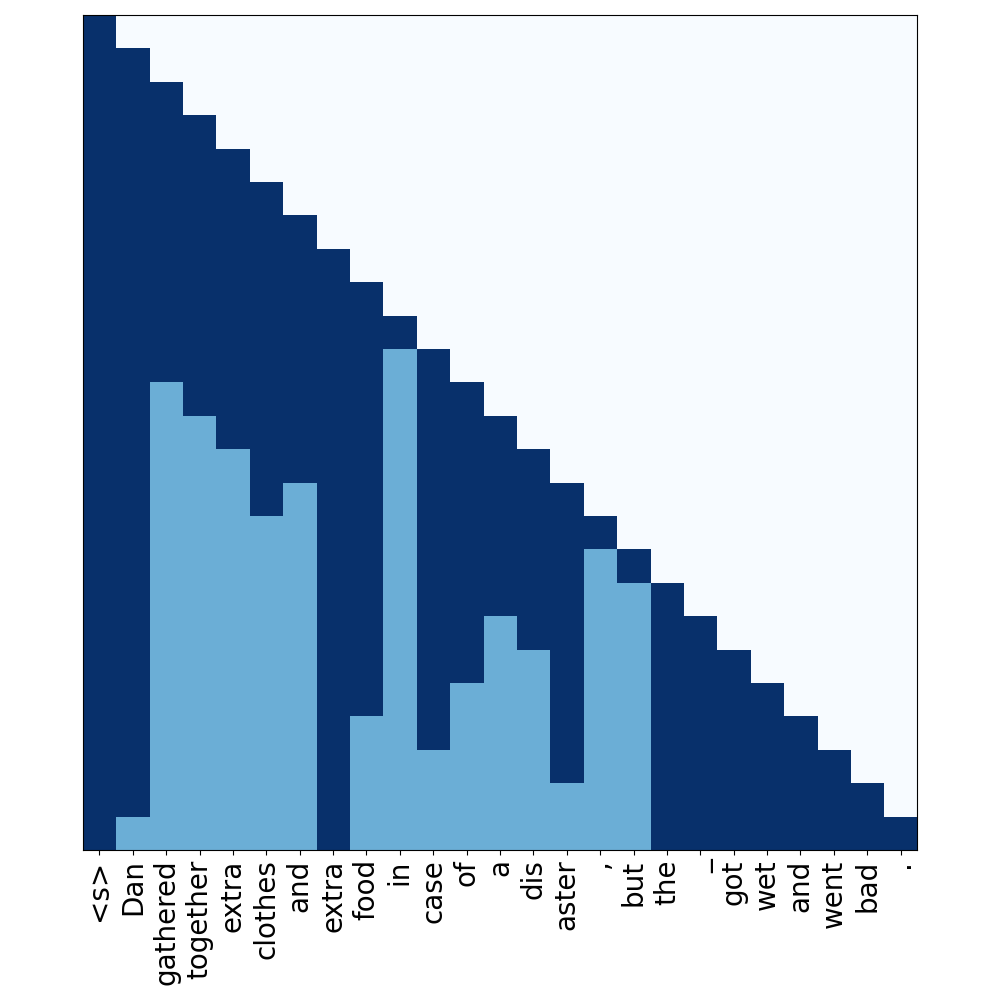 <s> Dan gathered together extra clothes and extra food in case of a dis aster , but the _ got wet and went bad .